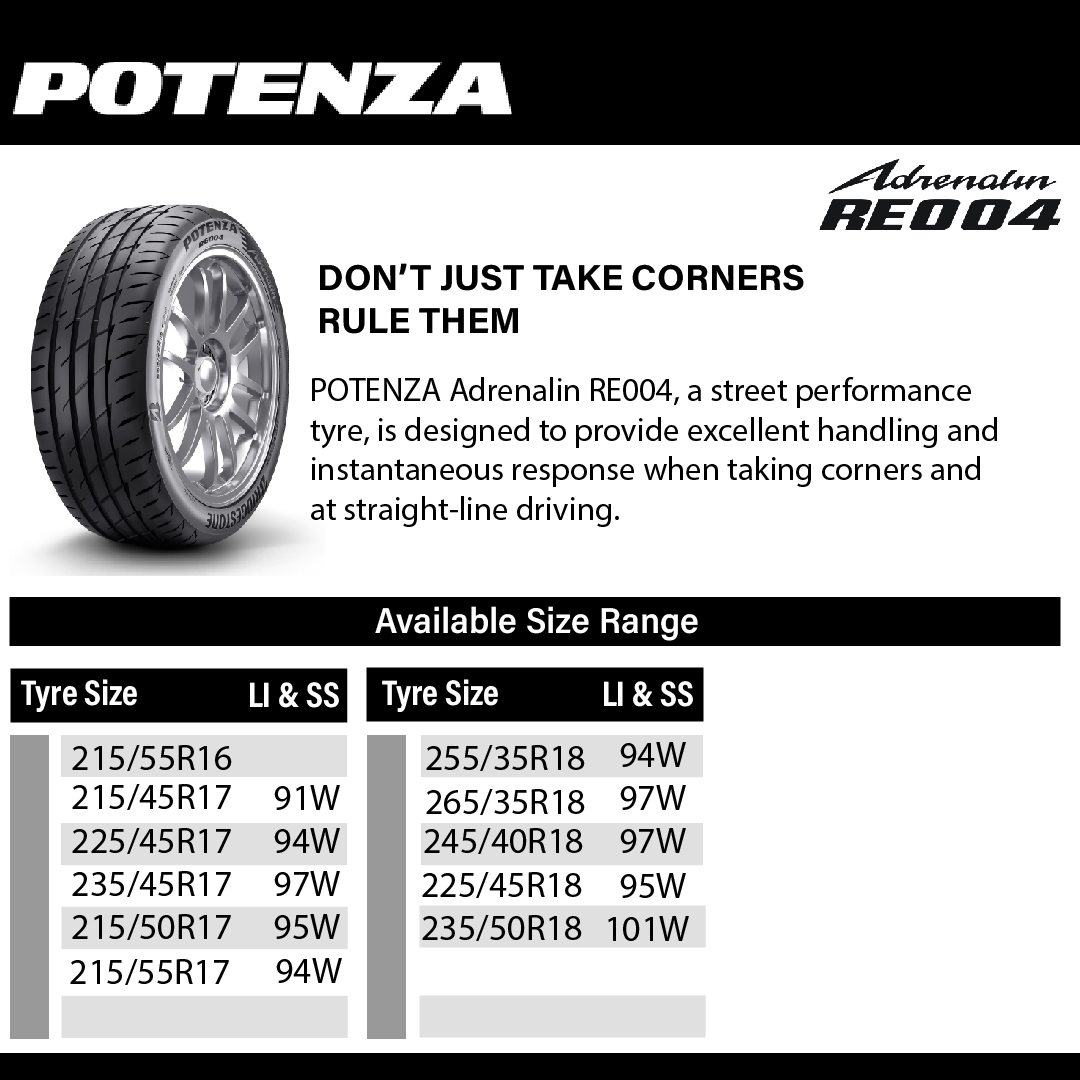 POTENZA
Adrenalin
RE004
POTENZA
RE004
BRIDGESTONE
DON’T JUST TAKE CORNERS
RULE THEM
POTENZA Adrenalin RE004, a street performance
tyre, is designed to provide excellent handling and
instantaneous response when taking corners and
at straight-line driving.
Available Size Range
Tyre Size LI & SS
215/55R16
215/45R17 91W
225/45R17 94W
235/45R17 97W
215/50R17 95W
215/55R17 94W
Tyre Size LI & SS
255/35R18 94W
265/35R18 97W
245/40R18 97W
225/45R18 95W
235/50R18 101W